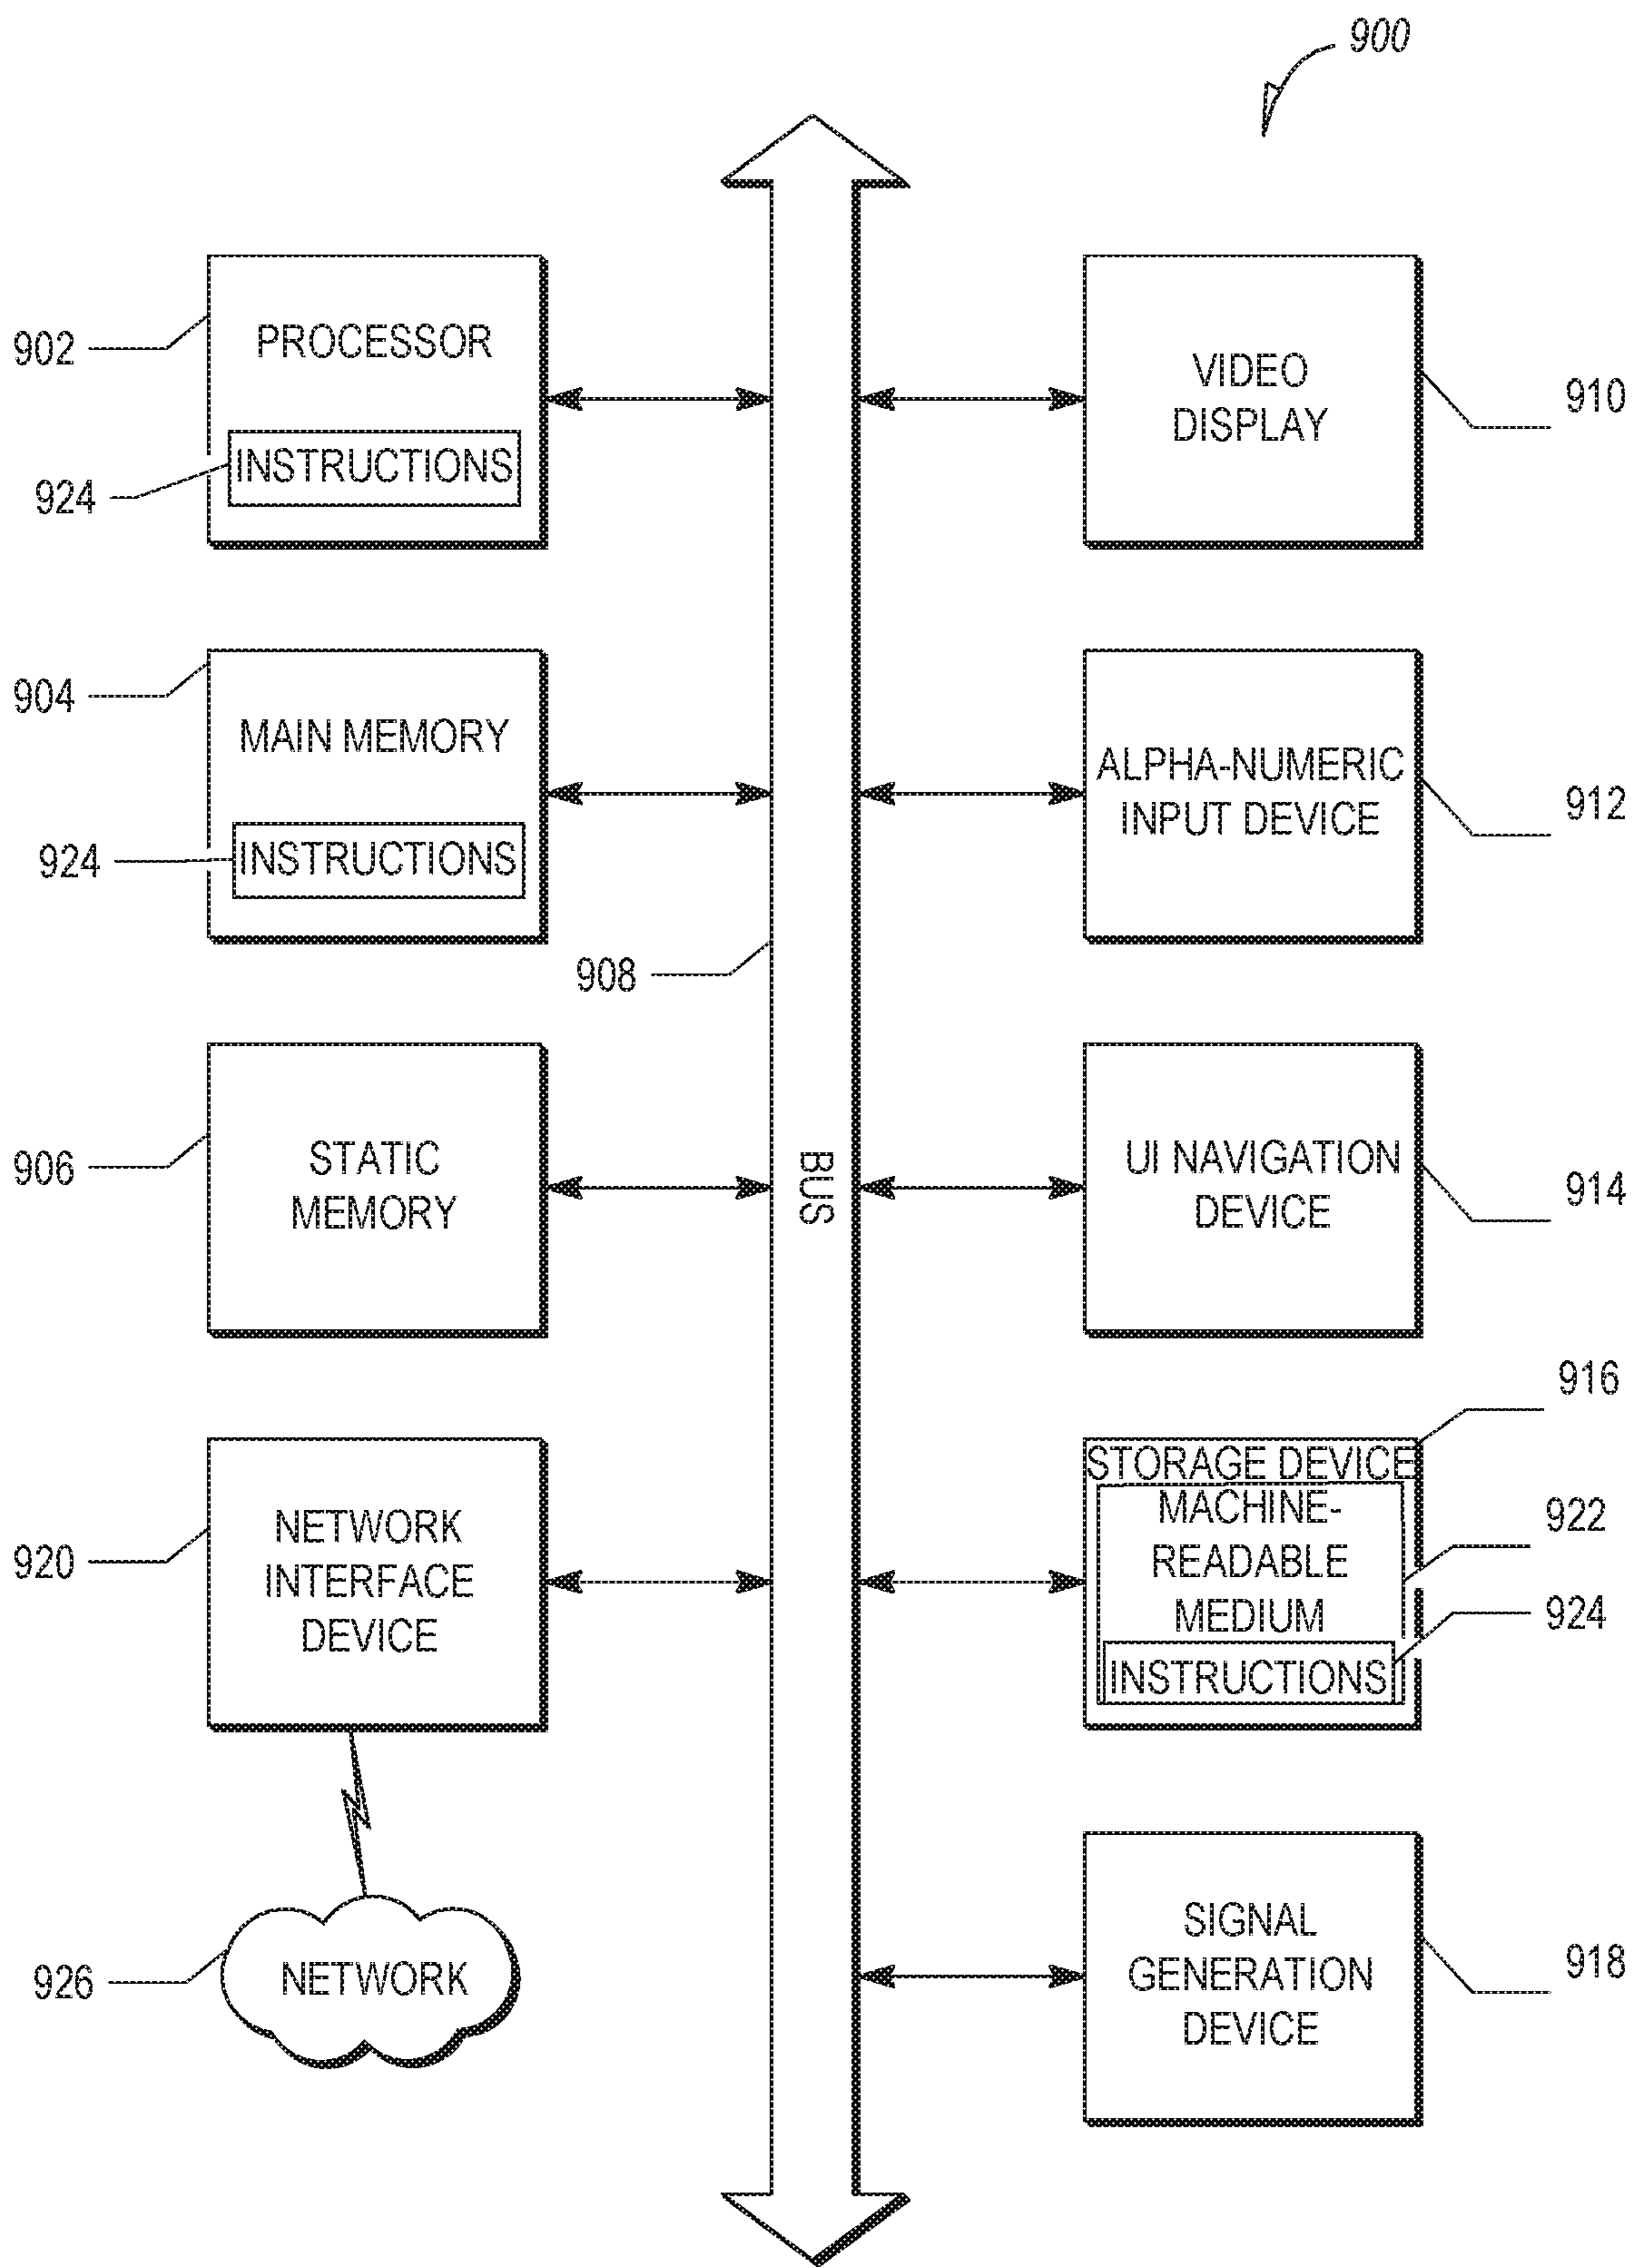 900
902
PROCESSOR
924
INSTRUCTIONS
904
MAIN MEMORY
924
INSTRUCTIONS
908
906
STATIC
MEMORY
920
NETWORK
INTERFACE
DEVICE
926
NETWORK
BUS
VIDEO
DISPLAY
910
ALPHA-NUMERIC
INPUT DEVICE
912
UI NAVIGATION
DEVICE
914
916
STORAGE DEVICE
MACHINE-
READABLE
MEDIUM
922
924
INSTRUCTIONS
SIGNAL
GENERATION
DEVICE
918